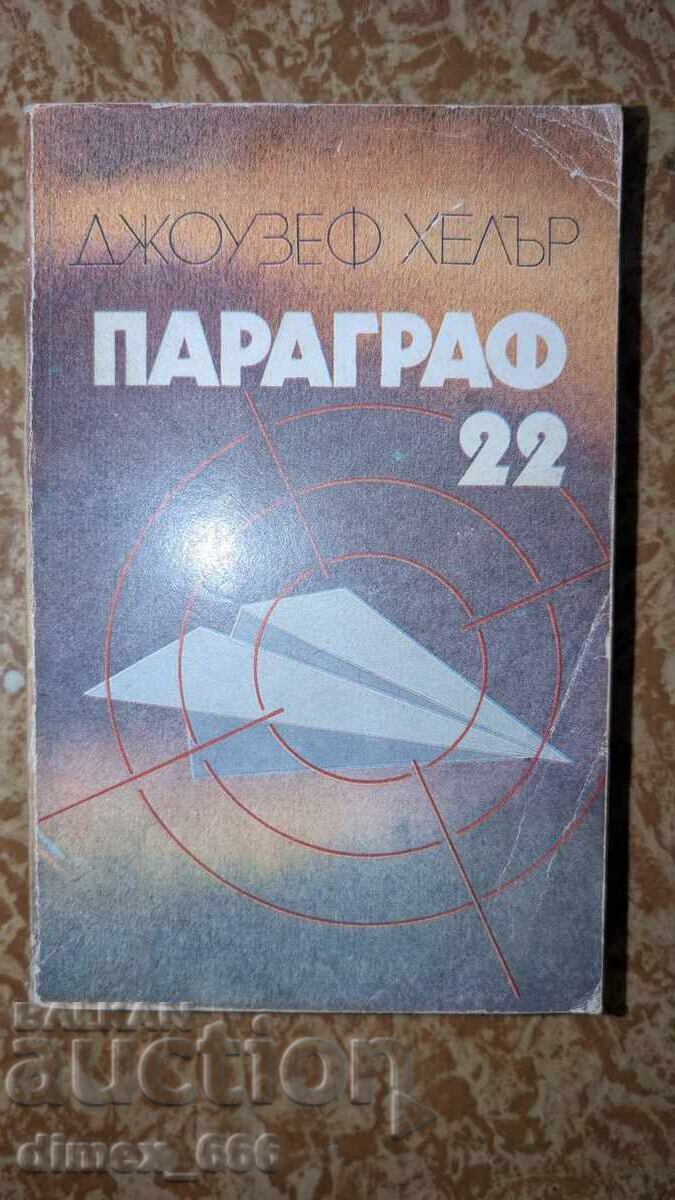 ДЖОУЗЕФ ХЕЛЪР
ПАРАГРАФ
22
BALKAN
auction
dimex_666